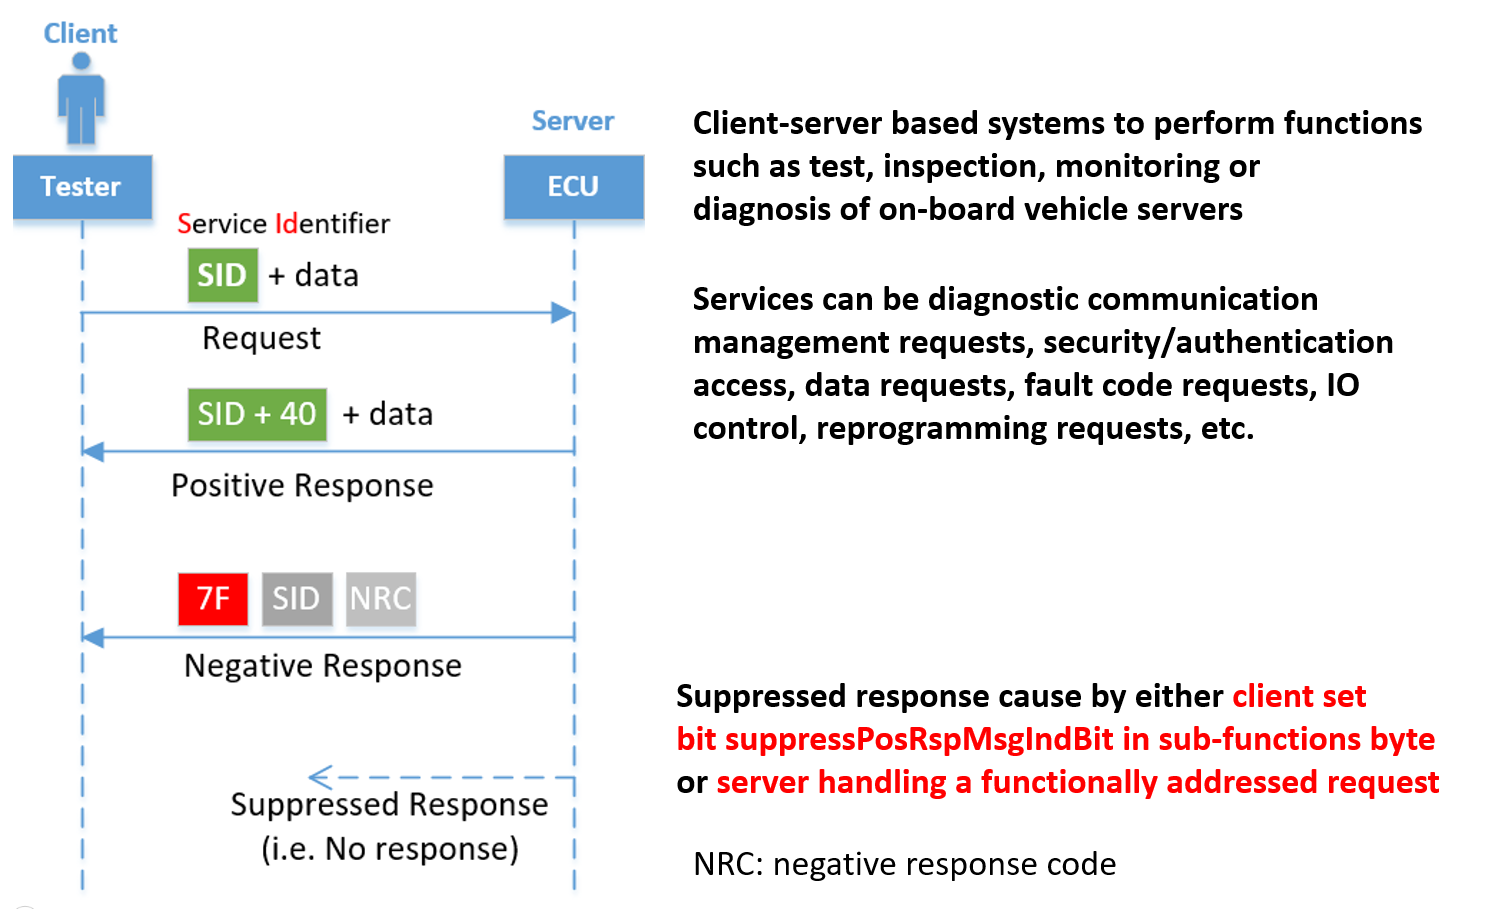 Client
Server
Tester
ECU
Service Identifier
SID + data
Request
SID + 40 + data
Positive Response
7F SID NRC
Negative Response
Suppressed Response
(i.e. No response)
Client-server based systems to perform functions
such as test, inspection, monitoring or
diagnosis of on-board vehicle servers
Services can be diagnostic communication
management requests, security/authentication
access, data requests, fault code requests, IO
control, reprogramming requests, etc.
Suppressed response cause by either client set
bit suppressPosRspMsgIndBit in sub-functions byte
or server handling a functionally addressed request
NRC: negative response code